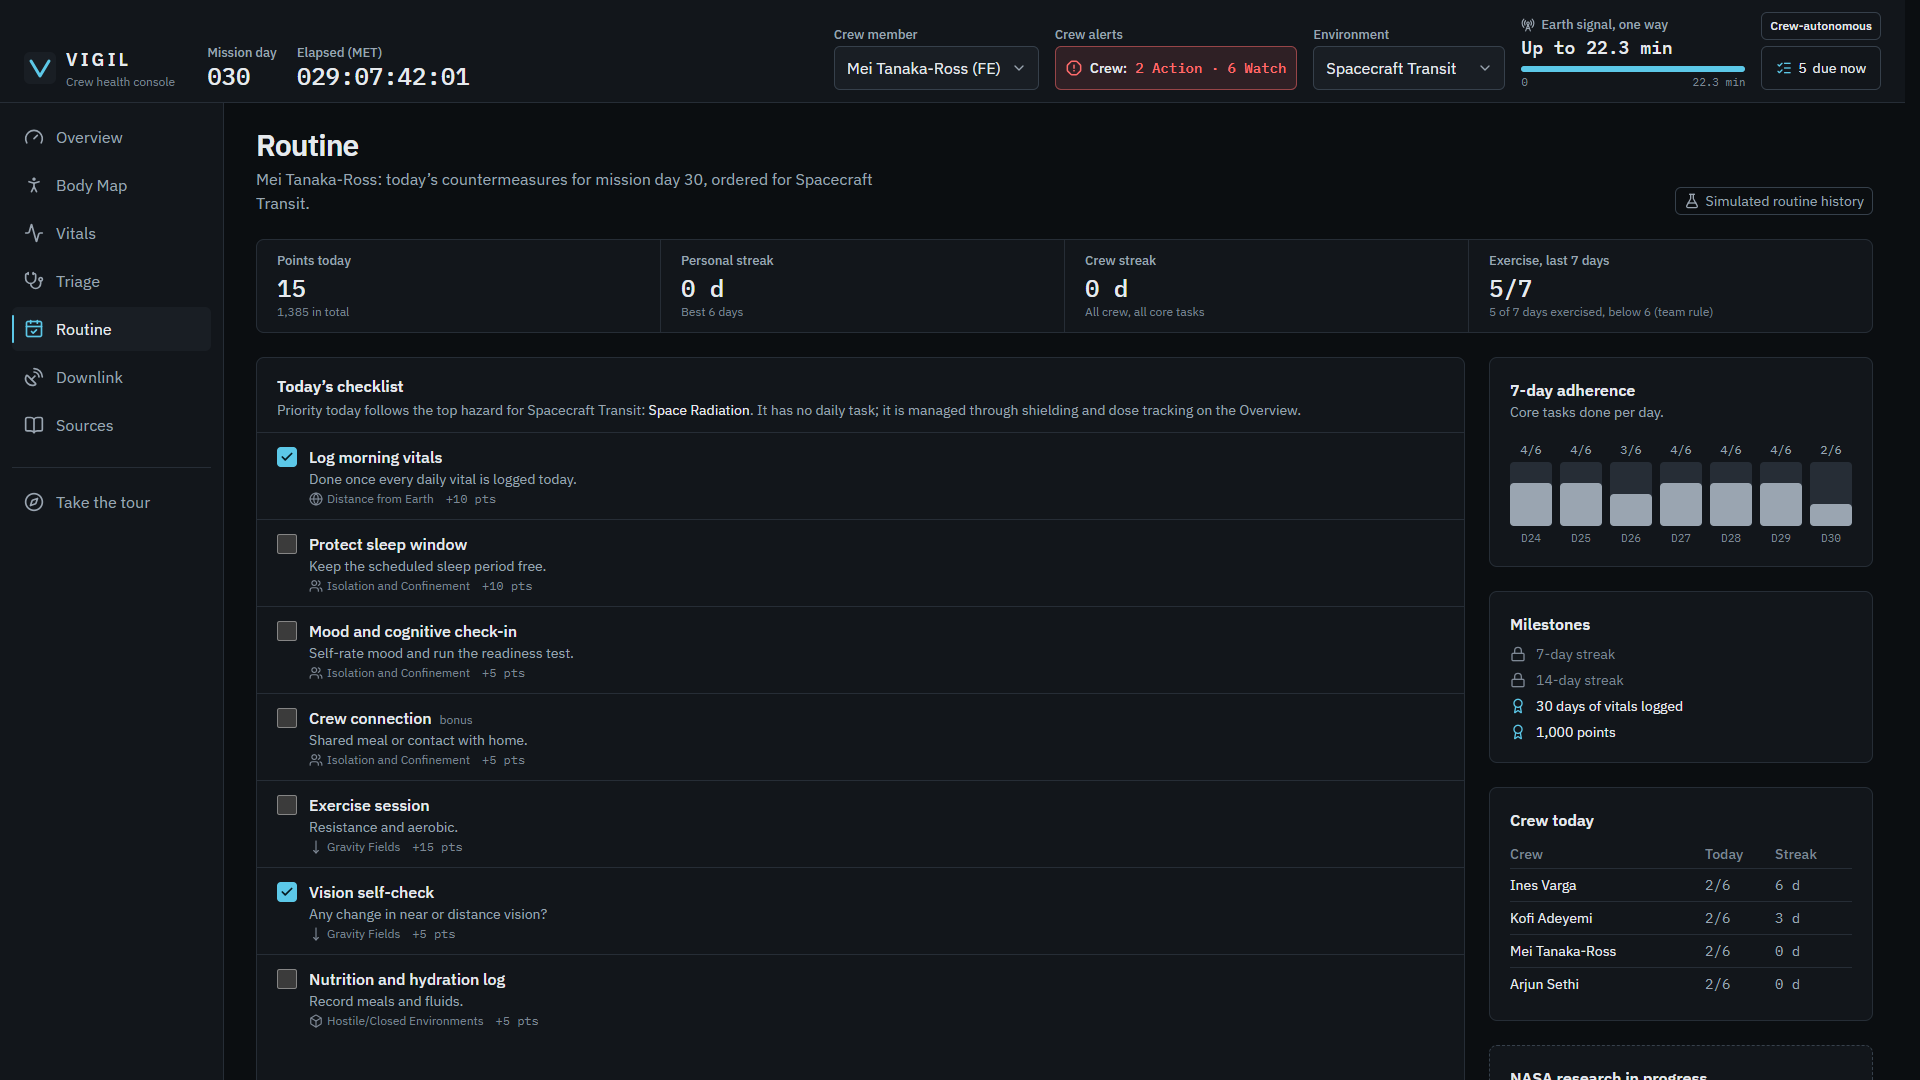 VIGIL
Crew health console
Mission day
030
Elapsed (MET)
029:07:42:01
Crew member
Mei Tanaka-Ross (FE)
Crew alerts
Crew: 2 Action · 6 Watch
Environment
Spacecraft Transit
Earth signal, one way
Up to 22.3 min
0
22.3 min
Crew-autonomous
5 due now
Overview
Body Map
Vitals
Triage
Routine
Downlink
Sources
Take the tour
Routine
Mei Tanaka-Ross: today’s countermeasures for mission day 30, ordered for Spacecraft
Transit.
Simulated routine history
Points today
15
1,385 in total
Personal streak
0 d
Best 6 days
Crew streak
0 d
All crew, all core tasks
Exercise, last 7 days
5/7
5 of 7 days exercised, below 6 (team rule)
Today’s checklist
Priority today follows the top hazard for Spacecraft Transit: Space Radiation. It has no daily task; it is managed through shielding and dose tracking on the Overview.
Log morning vitals
Done once every daily vital is logged today.
Distance from Earth +10 pts
Protect sleep window
Keep the scheduled sleep period free.
Isolation and Confinement +10 pts
Mood and cognitive check-in
Self-rate mood and run the readiness test.
Isolation and Confinement +5 pts
Crew connection bonus
Shared meal or contact with home.
Isolation and Confinement +5 pts
Exercise session
Resistance and aerobic.
Gravity Fields +15 pts
Vision self-check
Any change in near or distance vision?
Gravity Fields +5 pts
Nutrition and hydration log
Record meals and fluids.
Hostile/Closed Environments +5 pts
7-day adherence
Core tasks done per day.
4/6 4/6 3/6 4/6 4/6 4/6 2/6
D24 D25 D26 D27 D28 D29 D30
Milestones
7-day streak
14-day streak
30 days of vitals logged
1,000 points
Crew today
Crew Today Streak
Ines Varga 2/6 6 d
Kofi Adeyemi 2/6 3 d
Mei Tanaka-Ross 2/6 0 d
Arjun Sethi 2/6 0 d
NASA research in progress